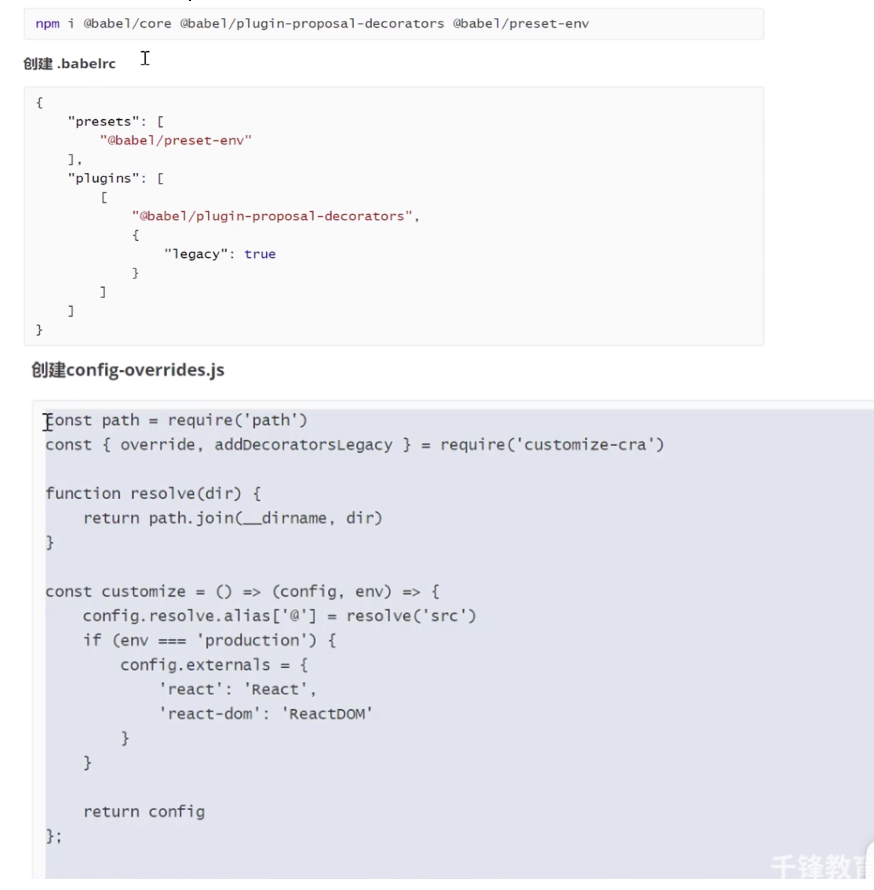 npm i @babel/core @babel/plugin-proposal-decorators @babel/preset-env
创建 .babelrc
{
    "presets": [
        "@babel/preset-env"
    ],
    "plugins": [
        [
            "@babel/plugin-proposal-decorators",
            {
                "legacy": true
            }
        ]
    ]
}
创建config-overrides.js
const path = require('path')
const { override, addDecoratorsLegacy } = require('customize-cra')
function resolve(dir) {
    return path.join(__dirname, dir)
}
const customize = () => (config, env) => {
    config.resolve.alias['@'] = resolve('src')
    if (env === 'production') {
        config.externals = {
            'react': 'React',
            'react-dom': 'ReactDOM'
        }
    }
    return config
};
千锋教育